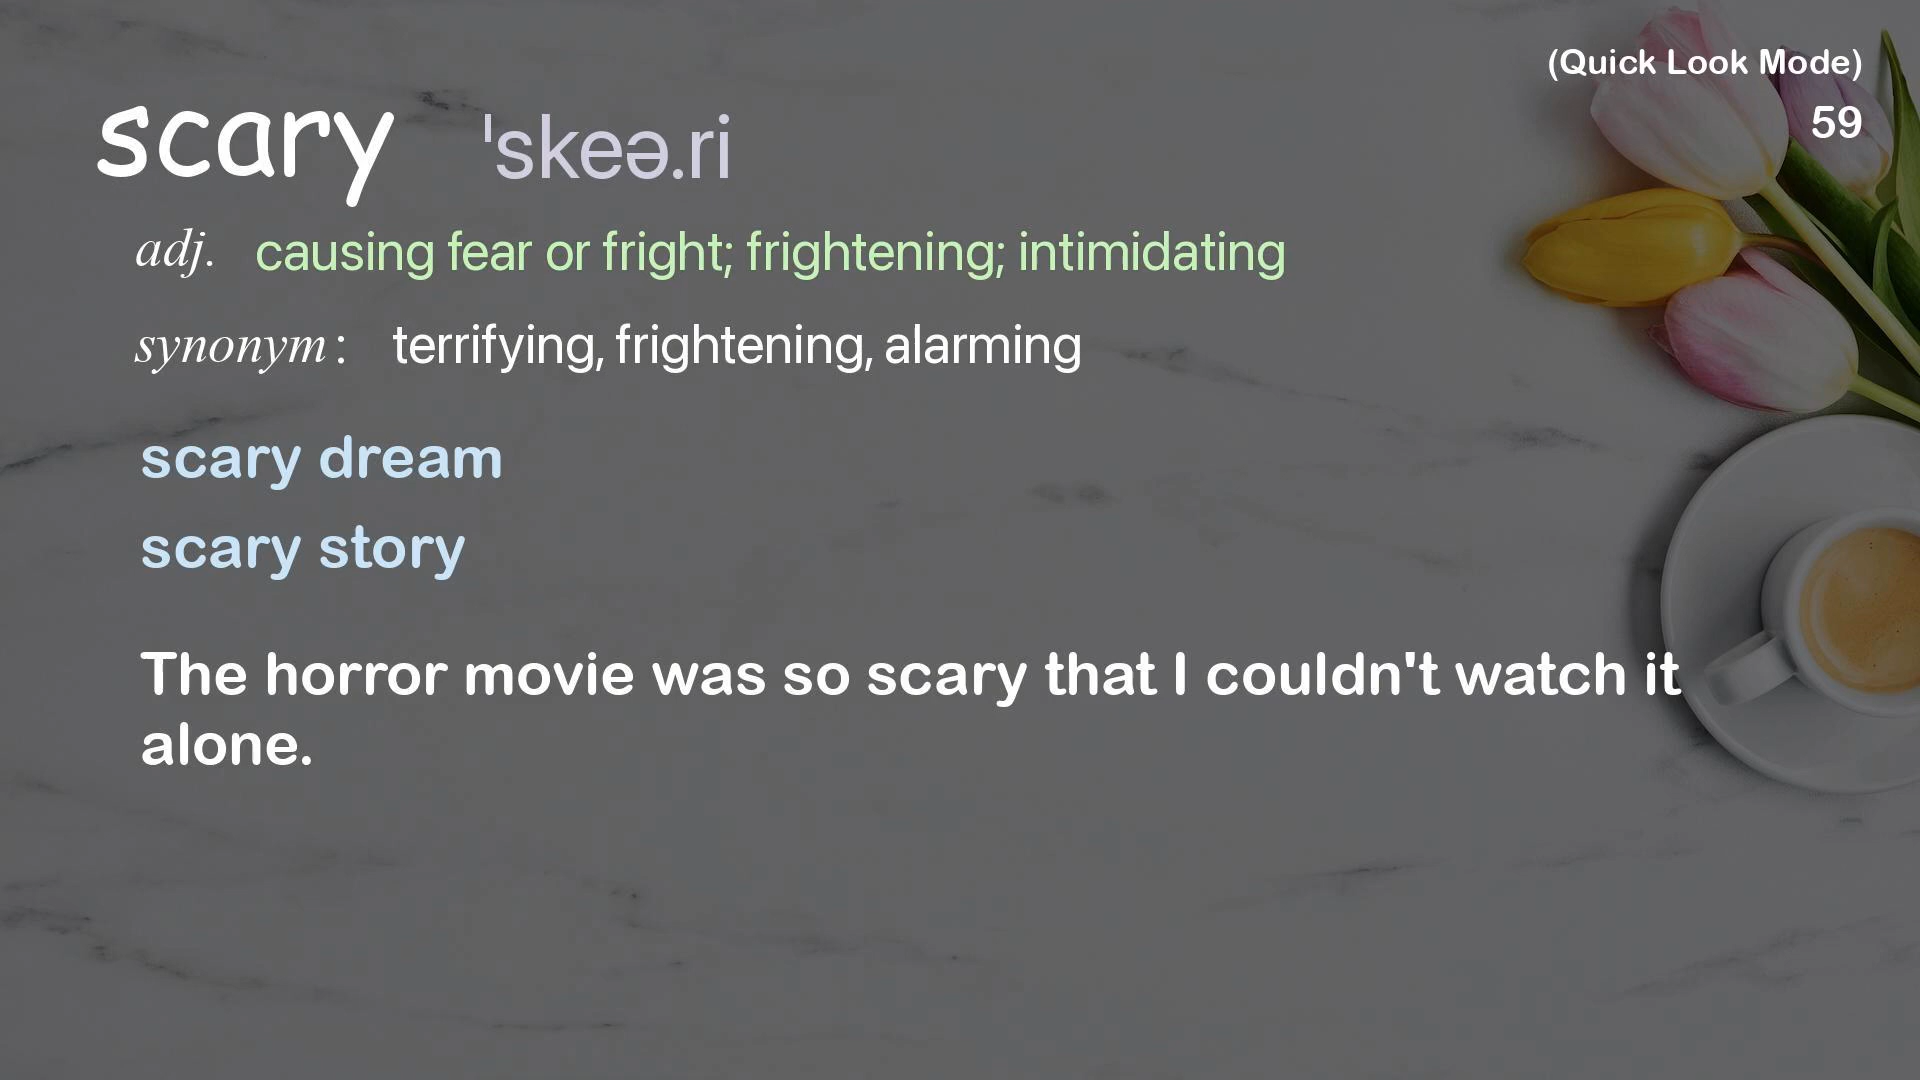 (Quick Look Mode)
59
scary ˈskeə.ri
adj. causing fear or fright; frightening; intimidating
synonym: terrifying, frightening, alarming
scary dream
scary story
The horror movie was so scary that I couldn't watch it
alone.